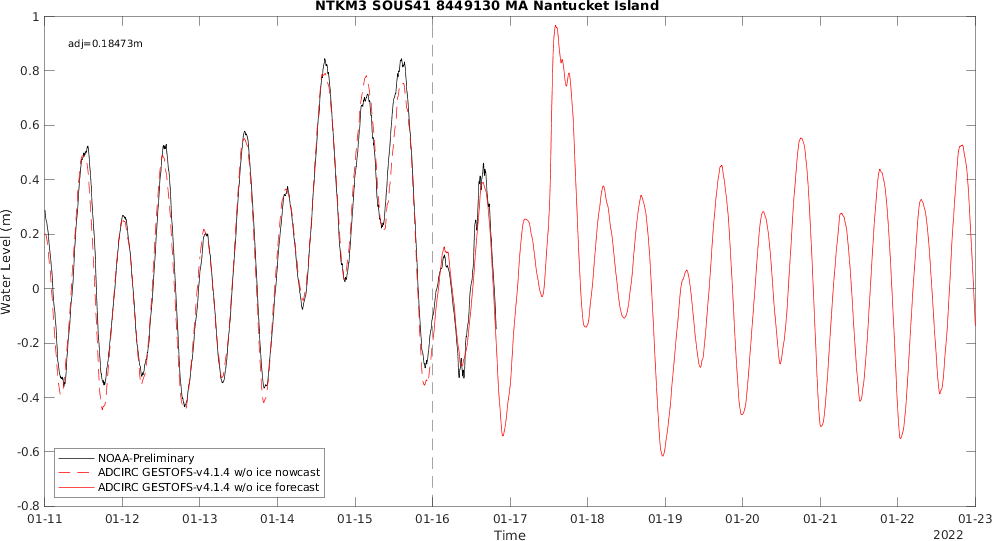 NTKM3 SOUS41 8449130 MA Nantucket Island
adj=0.18473m
1
0.8
0.6
0.4
0.2
0
-0.2
-0.4
-0.6
-0.8
Water Level (m)
NOAA-Preliminary
ADCIRC GESTOFS-v4.1.4 w/o ice nowcast
ADCIRC GESTOFS-v4.1.4 w/o ice forecast
01-11 01-12 01-13 01-14 01-15 01-16 01-17 01-18 01-19 01-20 01-21 01-22 01-23
Time
2022